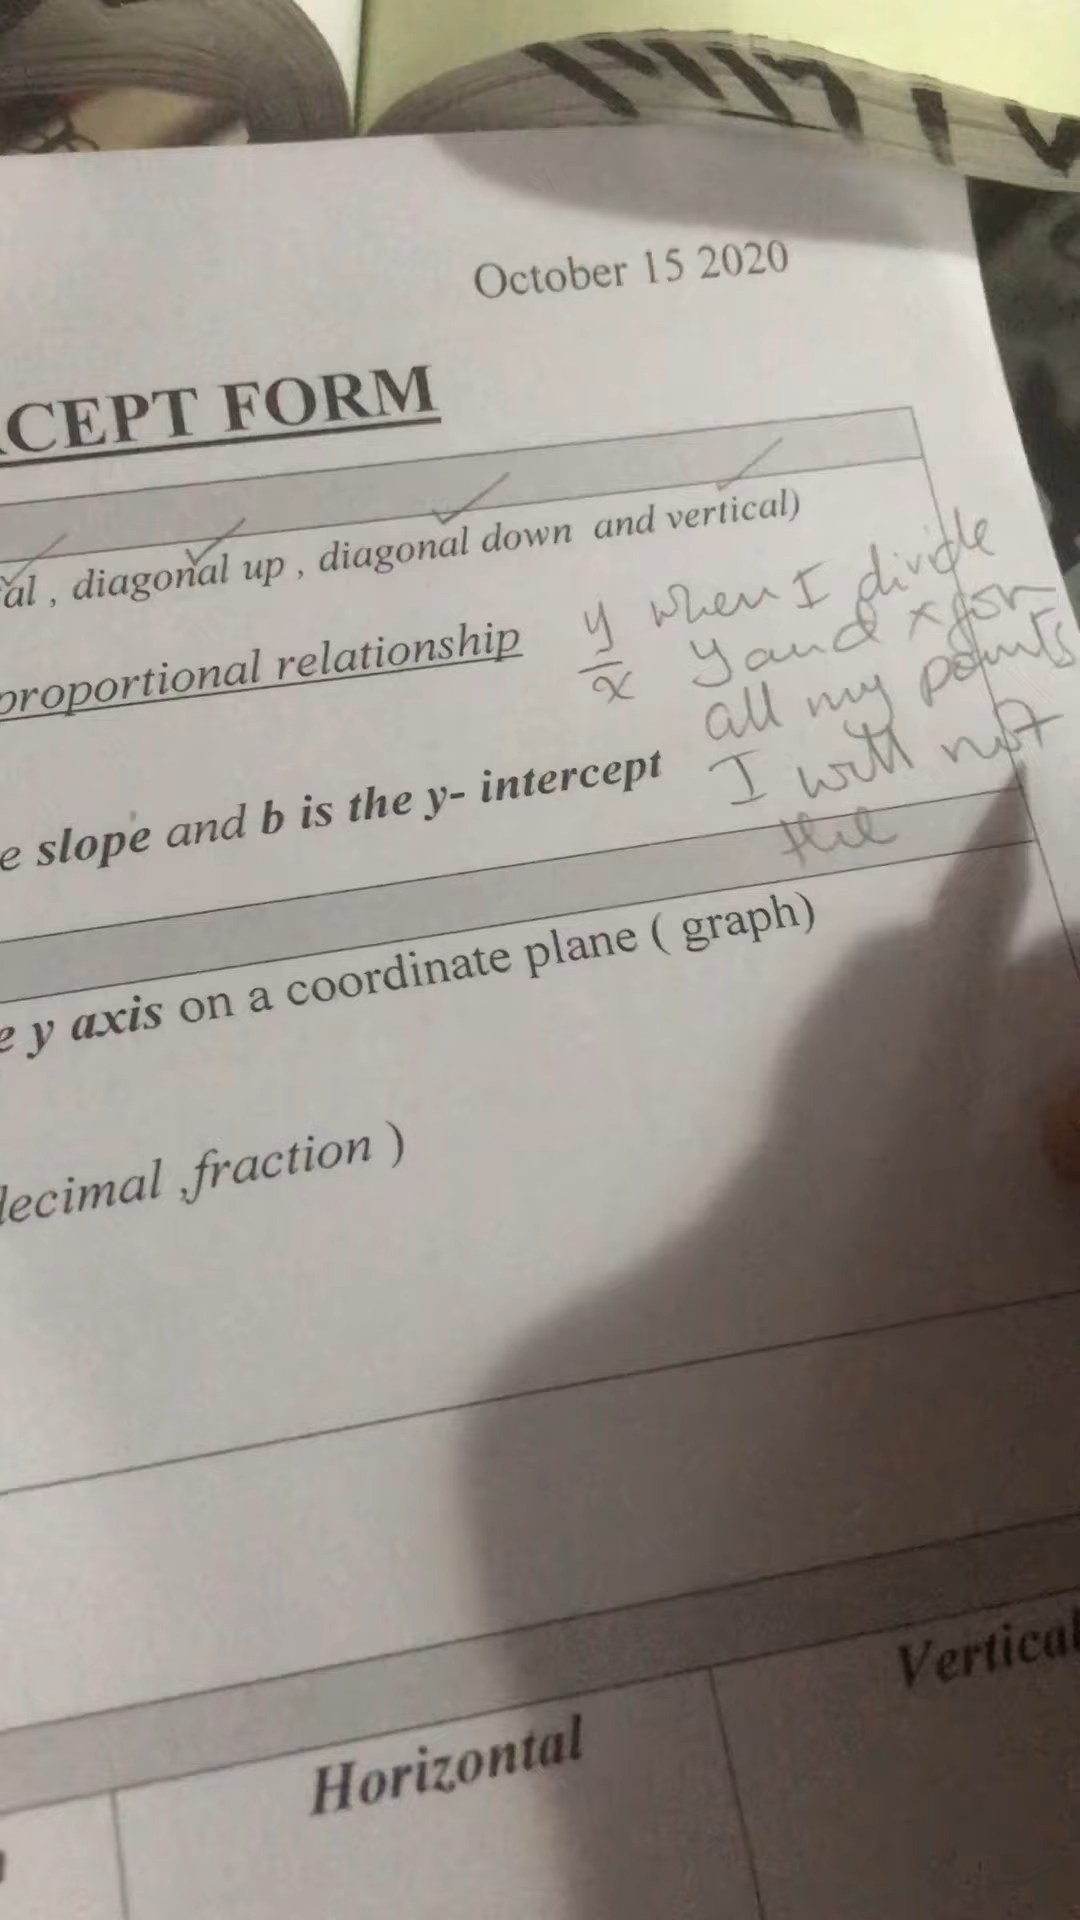 October 15 2020
CEPT FORM
al , diagonal up , diagonal down and vertical)
proportional relationship
y/x when I divide
y and x for
all my points
I will not
the
e slope and b is the y- intercept
e y axis on a coordinate plane ( graph)
decimal ,fraction )
Vertical
Horizontal